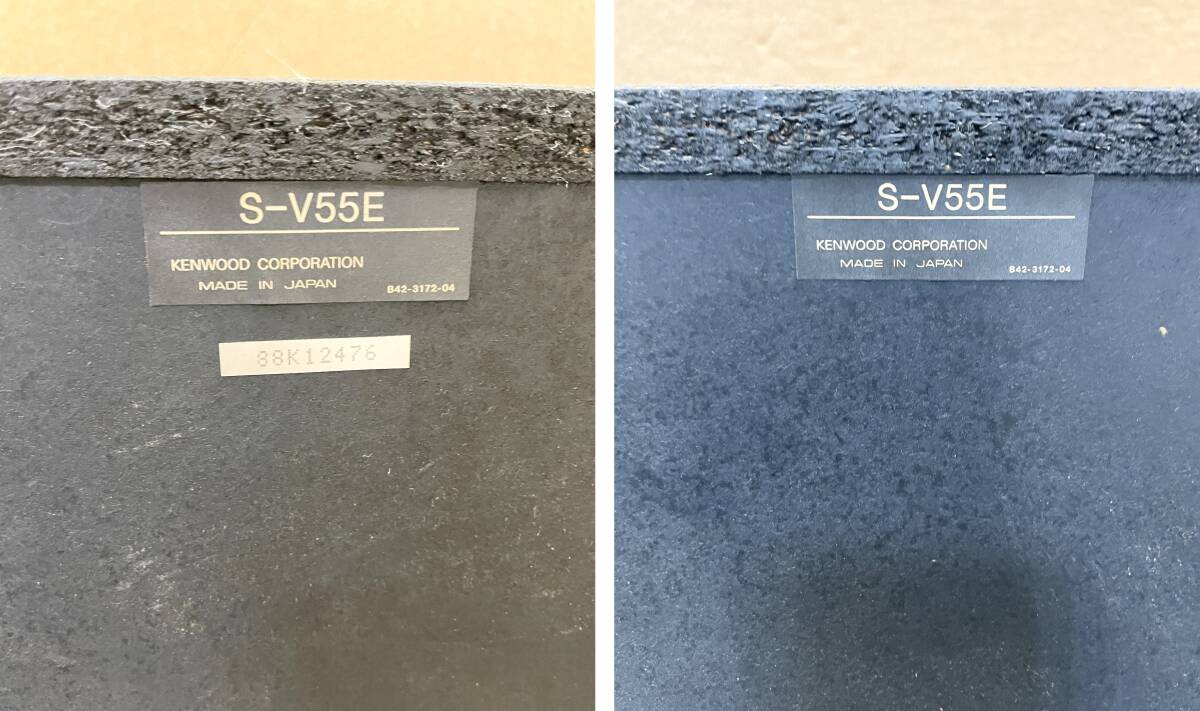 S-V55E
KENWOOD CORPORATION
MADE IN JAPAN
B42-3172-04
88K12476
S-V55E
KENWOOD CORPORATION
MADE IN JAPAN
B42-3172-04